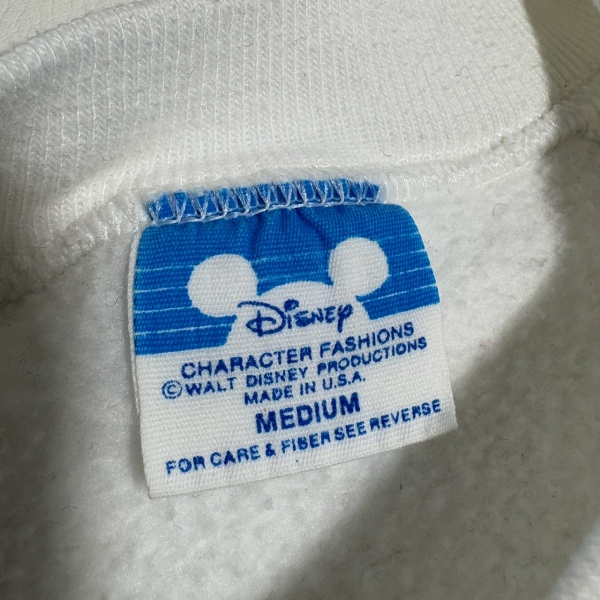 Disney
CHARACTER FASHIONS
©WALT DISNEY PRODUCTIONS
MADE IN U.S.A.
MEDIUM
FOR CARE & FIBER SEE REVERSE